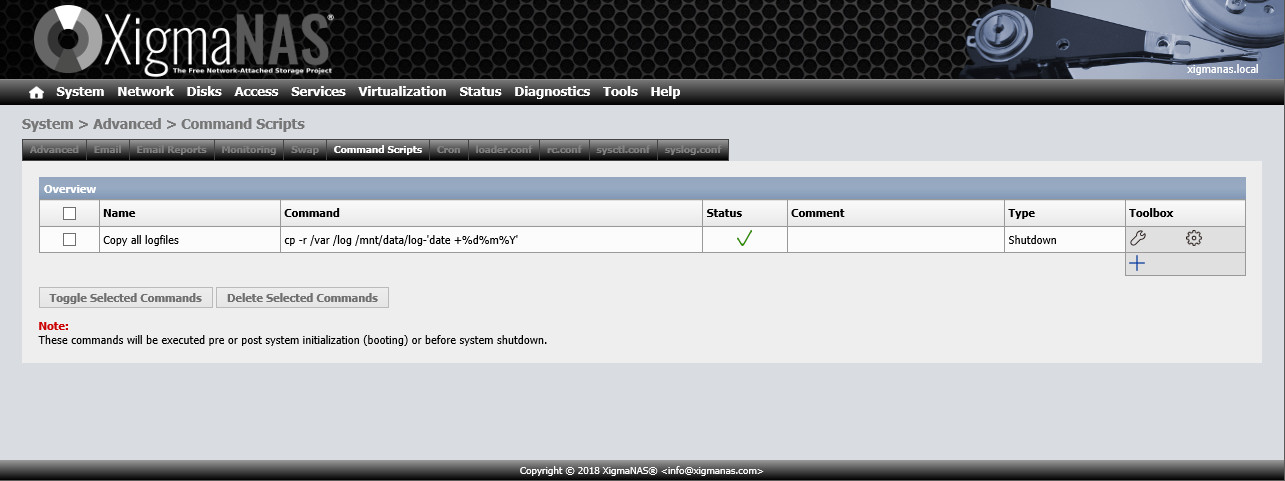 XigmaNAS®
The Free Network-Attached Storage Project
xigmanas.local
System Network Disks Access Services Virtualization Status Diagnostics Tools Help
System > Advanced > Command Scripts
Advanced Email Email Reports Monitoring Swap Command Scripts Cron loader.conf rc.conf sysctl.conf syslog.conf
Overview
Name Command Status Comment Type Toolbox
Copy all logfiles cp -r /var /log /mnt/data/log-'date +%d%m%Y' Shutdown
Toggle Selected Commands Delete Selected Commands
Note:
These commands will be executed pre or post system initialization (booting) or before system shutdown.
Copyright © 2018 XigmaNAS® <info@xigmanas.com>